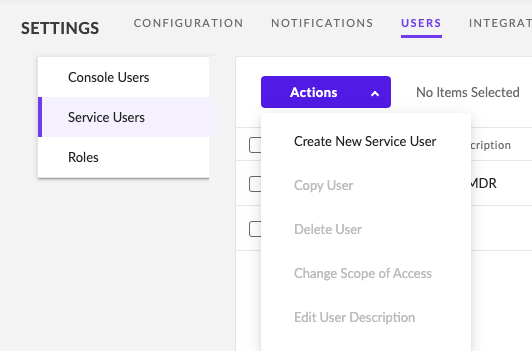 SETTINGS
CONFIGURATION NOTIFICATIONS USERS INTEGRAT
Console Users
Service Users
Roles
Actions
No Items Selected
Create New Service User
cription
Copy User
MDR
Delete User
Change Scope of Access
Edit User Description